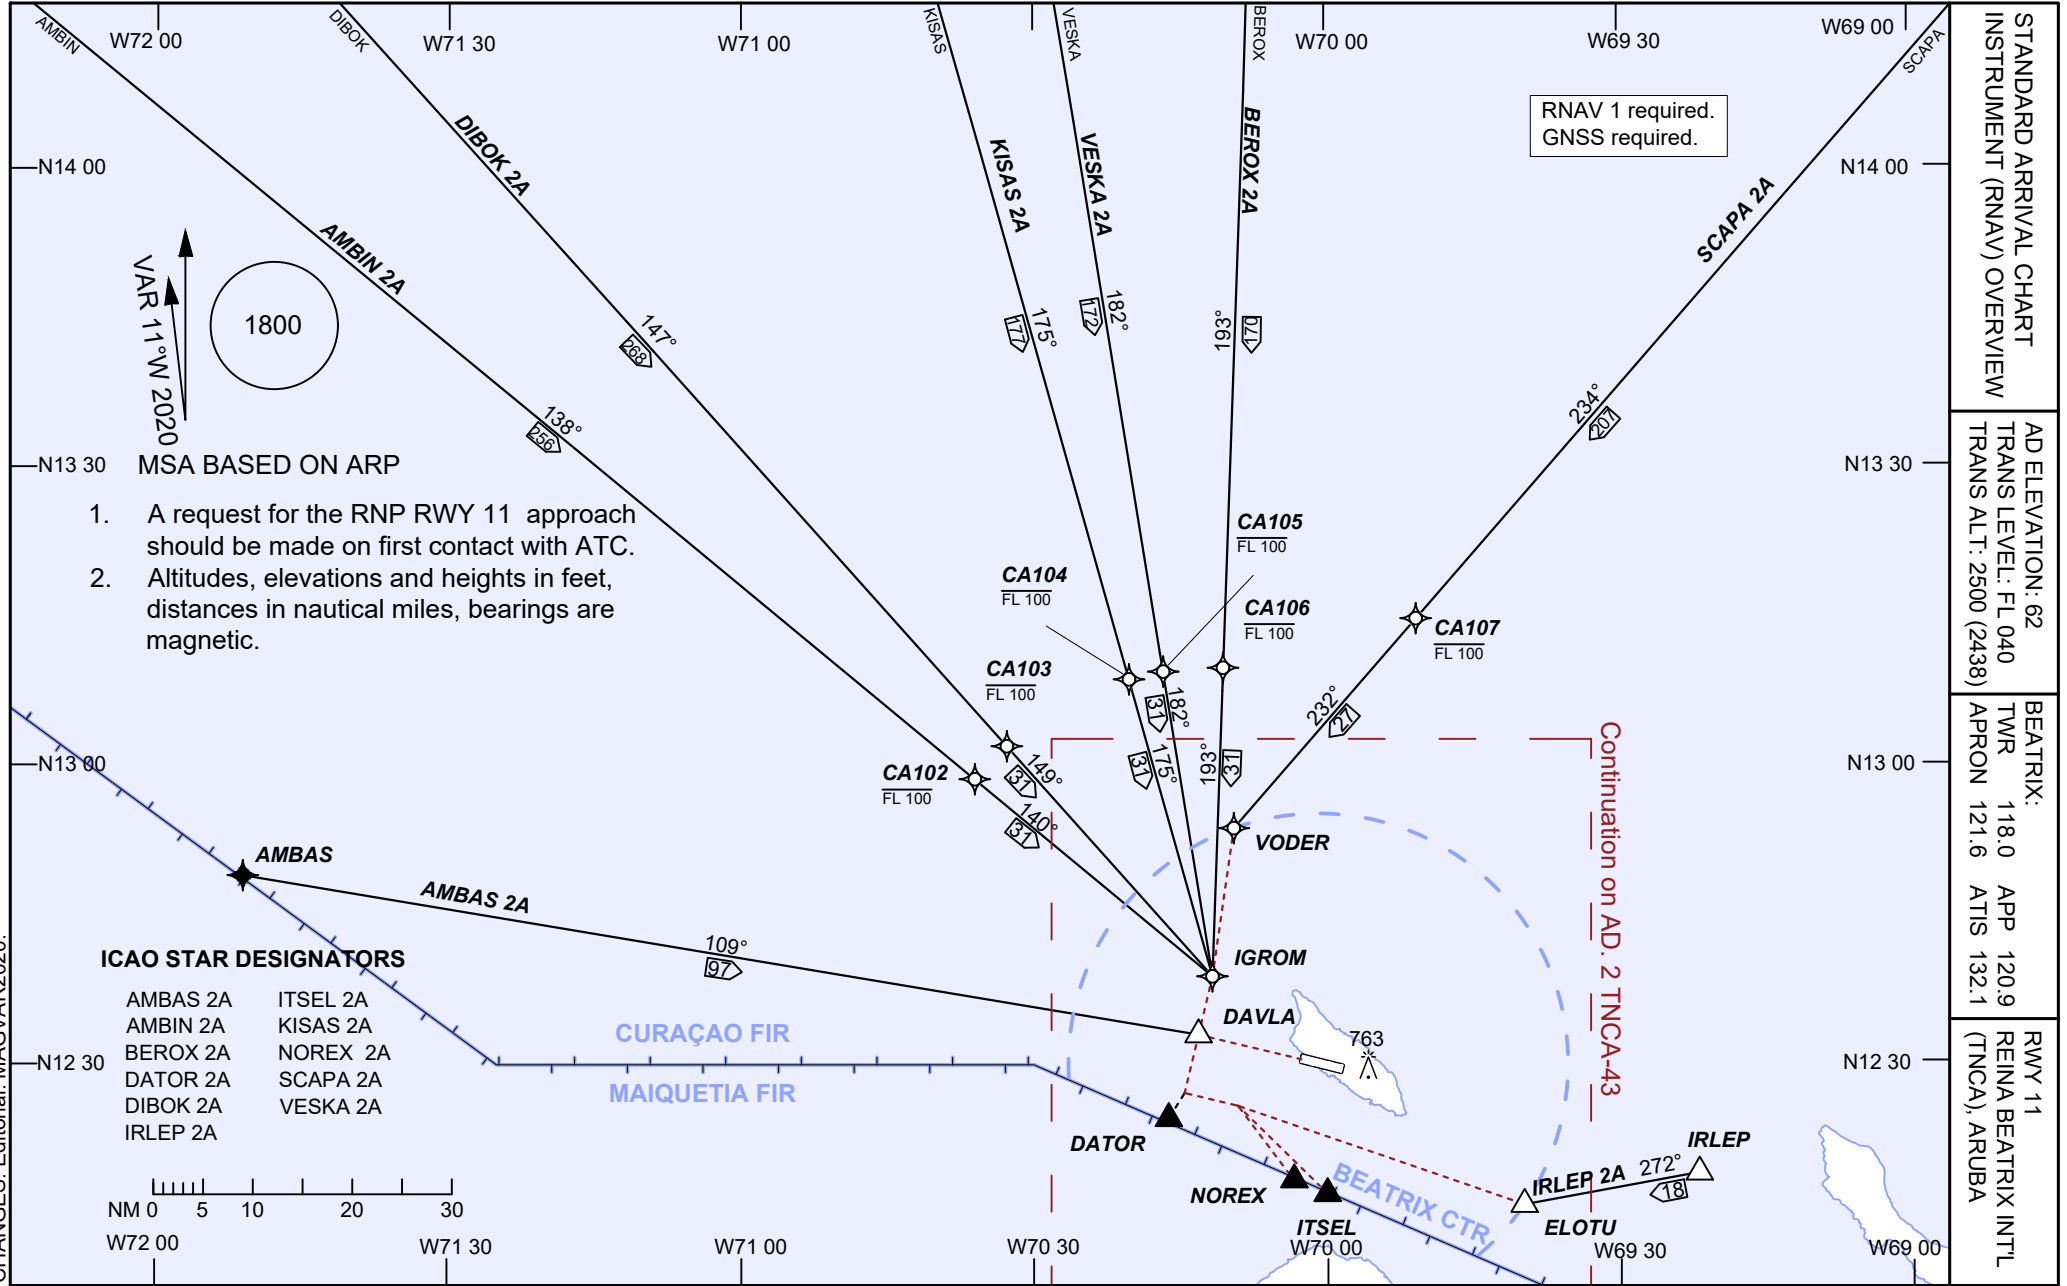 AMBIN
W72 00
DIBOK
W71 30
W71 00
KISAS
VESKA
BEROX
W70 00
W69 30
W69 00
SCAPA
RNAV 1 required.
GNSS required.
N14 00
N14 00
DIBOK 2A
AMBIN 2A
KISAS 2A
VESKA 2A
BEROX 2A
SCAPA 2A
VAR 11°W 2020
1800
147°
268
138°
256
175°
177
182°
172
193°
170
234°
207
N13 30
N13 30
MSA BASED ON ARP
1. A request for the RNP RWY 11 approach
should be made on first contact with ATC.
2. Altitudes, elevations and heights in feet,
distances in nautical miles, bearings are
magnetic.
CA105
FL 100
CA104
FL 100
CA106
FL 100
CA107
FL 100
CA103
FL 100
CA102
FL 100
149°
31
140°
31
175°
31
182°
31
193°
31
232°
27
N13 00
N13 00
VODER
AMBAS
AMBAS 2A
109°
97
IGROM
DAVLA
763
Continuation on AD. 2 TNCA-43
ICAO STAR DESIGNATORS
AMBAS 2A ITSEL 2A
AMBIN 2A KISAS 2A
BEROX 2A NOREX 2A
DATOR 2A SCAPA 2A
DIBOK 2A VESKA 2A
IRLEP 2A
CURAÇAO FIR
MAIQUETIA FIR
N12 30
N12 30
DATOR
NOREX
ITSEL
BEATRIX CTR
IRLEP
IRLEP 2A
272°
18
ELOTU
NM 0 5 10 20 30
W72 00
W71 30
W71 00
W70 30
W70 00
W69 30
W69 00
STANDARD ARRIVAL CHART
INSTRUMENT (RNAV) OVERVIEW
AD ELEVATION: 62
TRANS LEVEL: FL 040
TRANS ALT: 2500 (2438)
BEATRIX:
TWR 118.0 APP 120.9
APRON 121.6 ATIS 132.1
RWY 11
REINA BEATRIX INT'L
(TNCA), ARUBA
CHANGES: Editorial. MAGVAR2020.